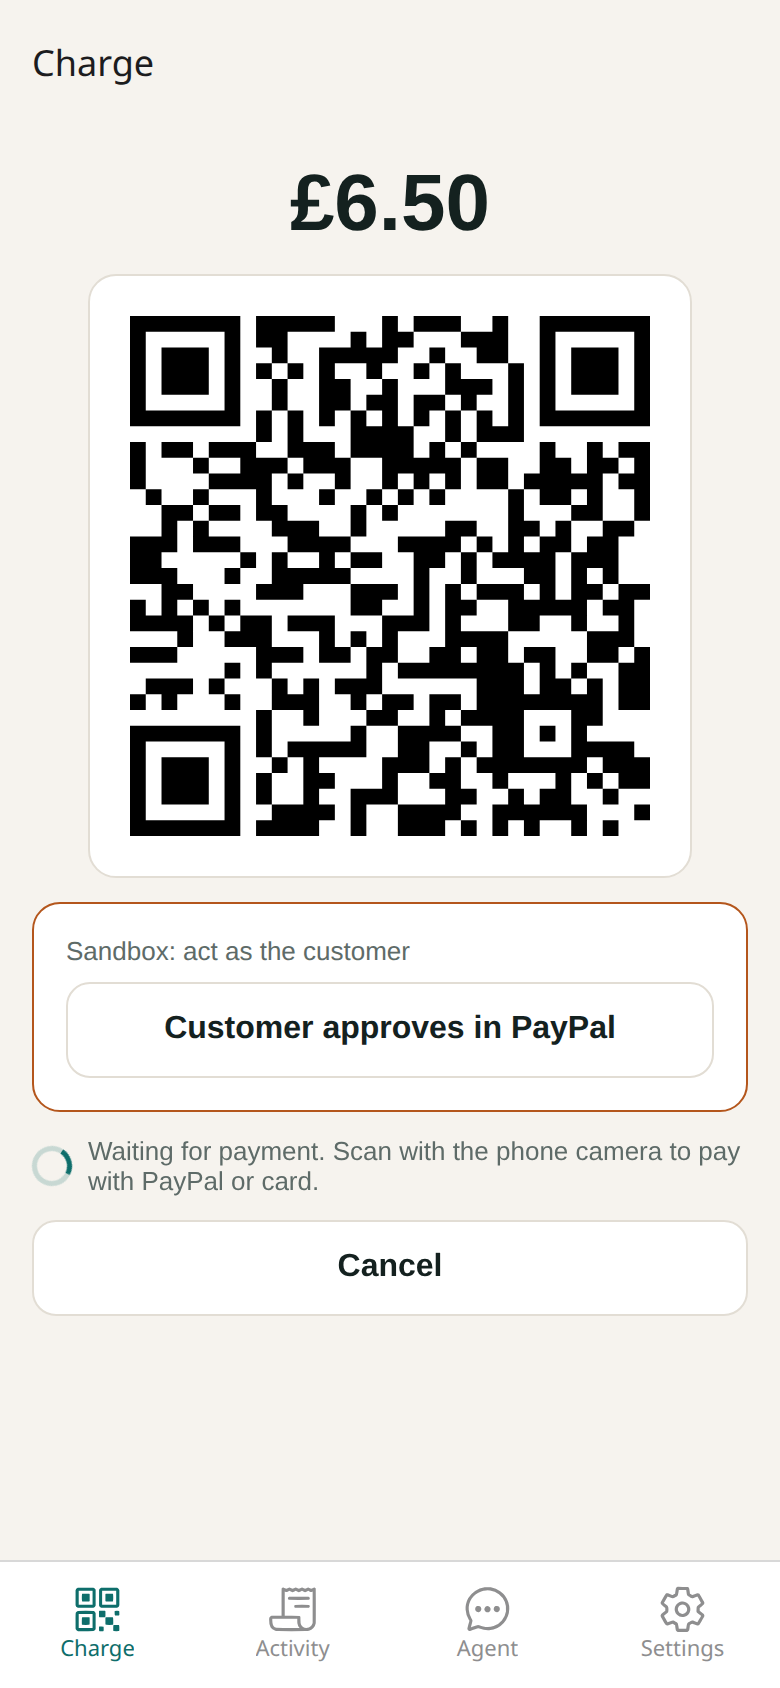 Charge
£6.50
Sandbox: act as the customer
Customer approves in PayPal
Waiting for payment. Scan with the phone camera to pay
with PayPal or card.
Cancel
Charge
Activity
Agent
Settings